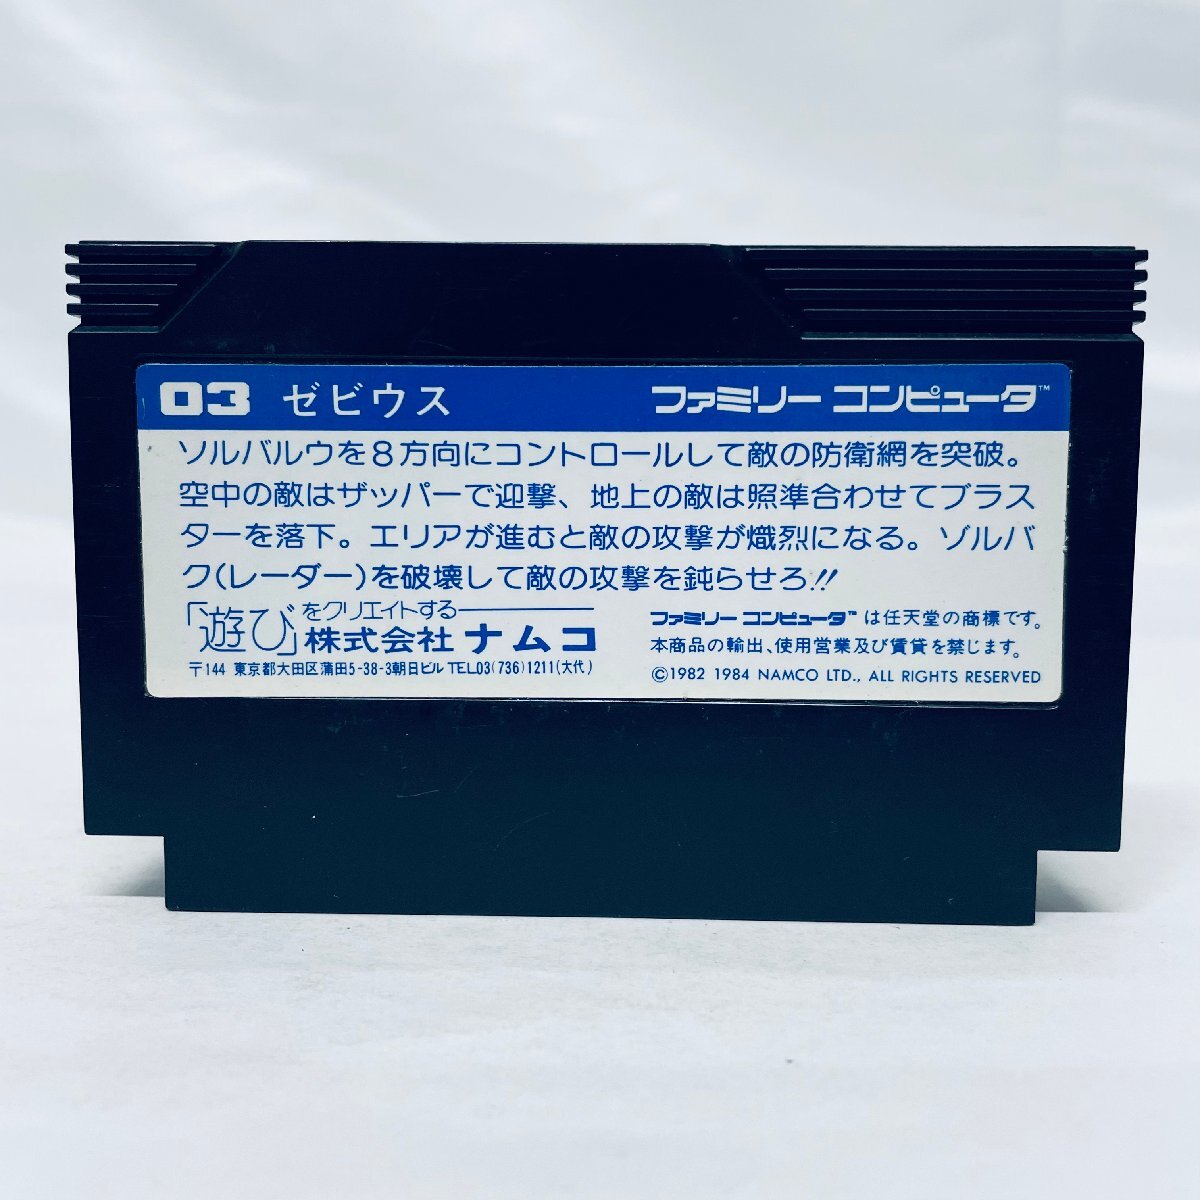 03 ゼビウス ファミリー コンピュータ™
ソルバルウを8方向にコントロールして敵の防衛網を突破。
空中の敵はザッパーで迎撃、地上の敵は照準合わせてブラス
ターを落下。エリアが進むと敵の攻撃が熾烈になる。ゾルバ
ク(レーダー)を破壊して敵の攻撃を鈍らせろ!!
「遊び」をクリエイトする
株式会社 ナムコ
〒144 東京都大田区蒲田5-38-3朝日ビル TEL03(736)1211(大代)
ファミリー コンピュータ™ は任天堂の商標です。
本商品の輸出、使用営業及び賃貸を禁じます。
©1982 1984 NAMCO LTD., ALL RIGHTS RESERVED